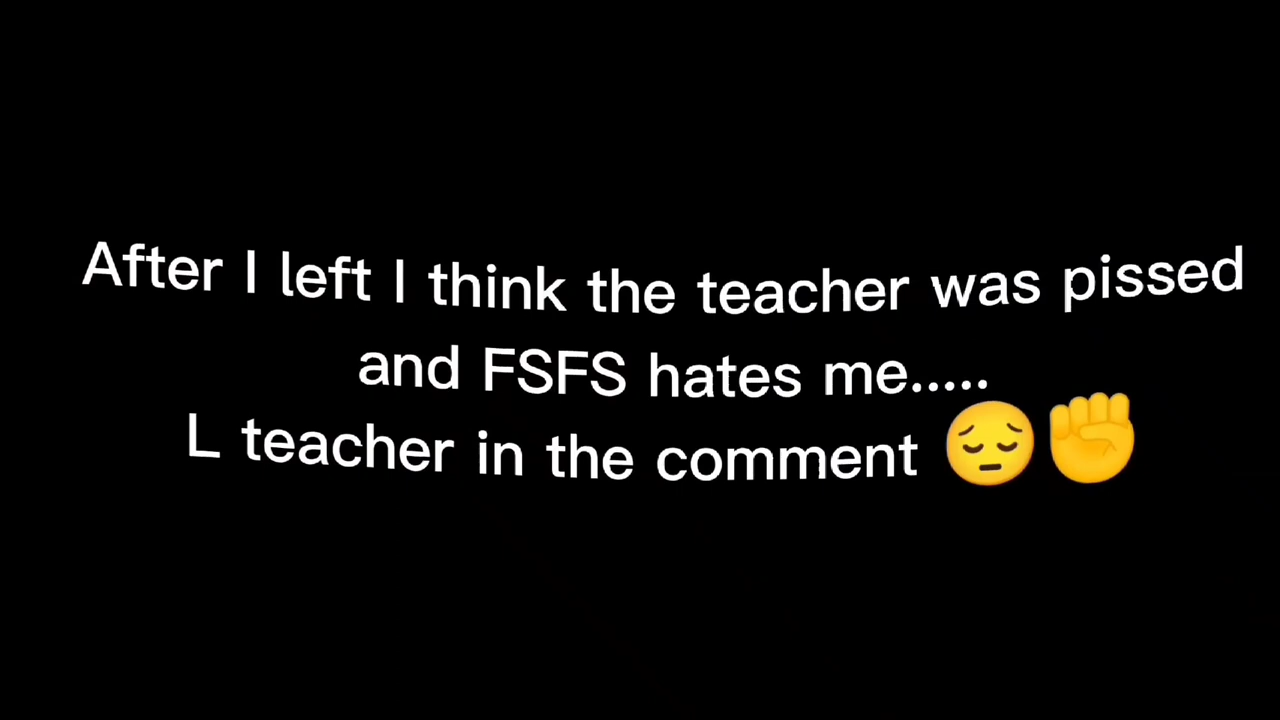 After I left I think the teacher was pissed
and FSFS hates me.....
L teacher in the comment 😔✊